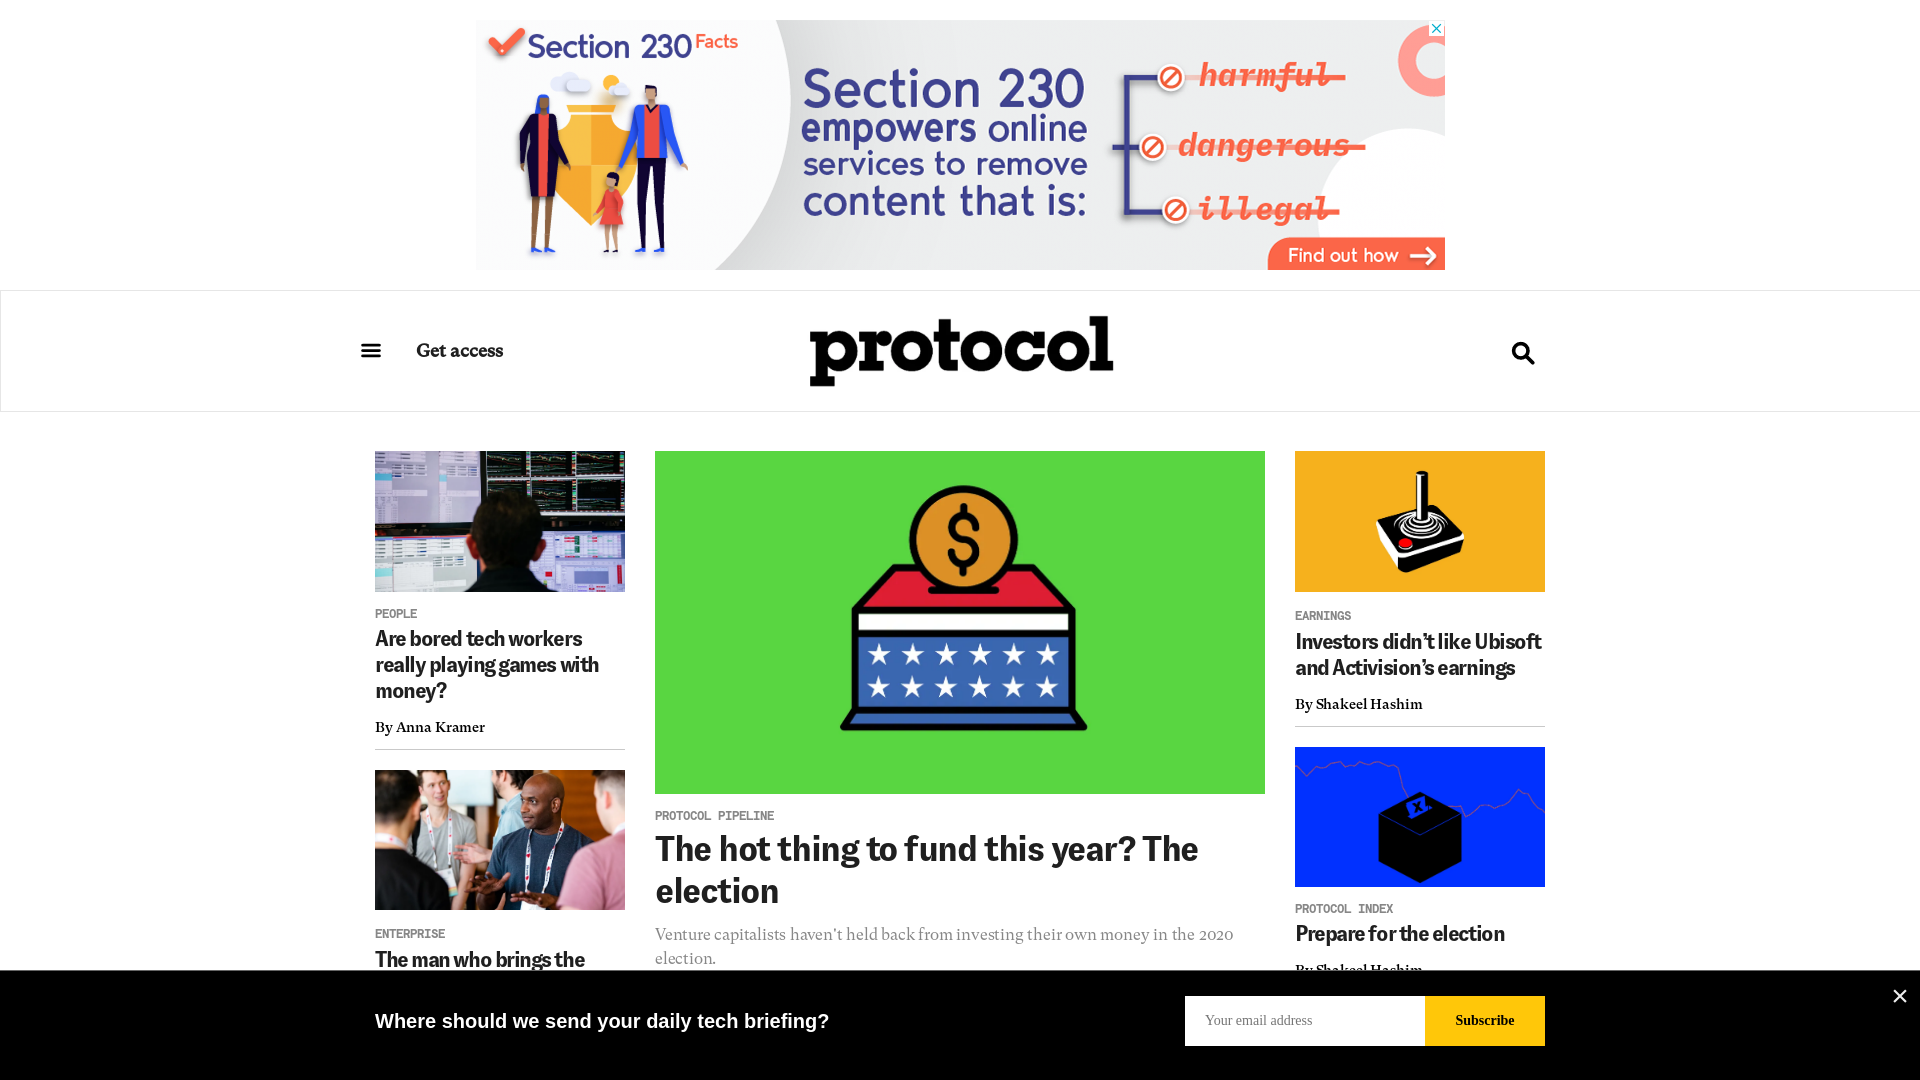 Section 230 Facts
Section 230
empowers online
services to remove
content that is:
harmful
dangerous
illegal
Find out how
Get access
protocol
PEOPLE
Are bored tech workers
really playing games with
money?
By Anna Kramer
ENTERPRISE
The man who brings the
PROTOCOL PIPELINE
The hot thing to fund this year? The
election
Venture capitalists haven't held back from investing their own money in the 2020
election.
EARNINGS
Investors didn't like Ubisoft
and Activision's earnings
By Shakeel Hashim
PROTOCOL INDEX
Prepare for the election
By Shakeel Hashim
Where should we send your daily tech briefing?
Your email address
Subscribe